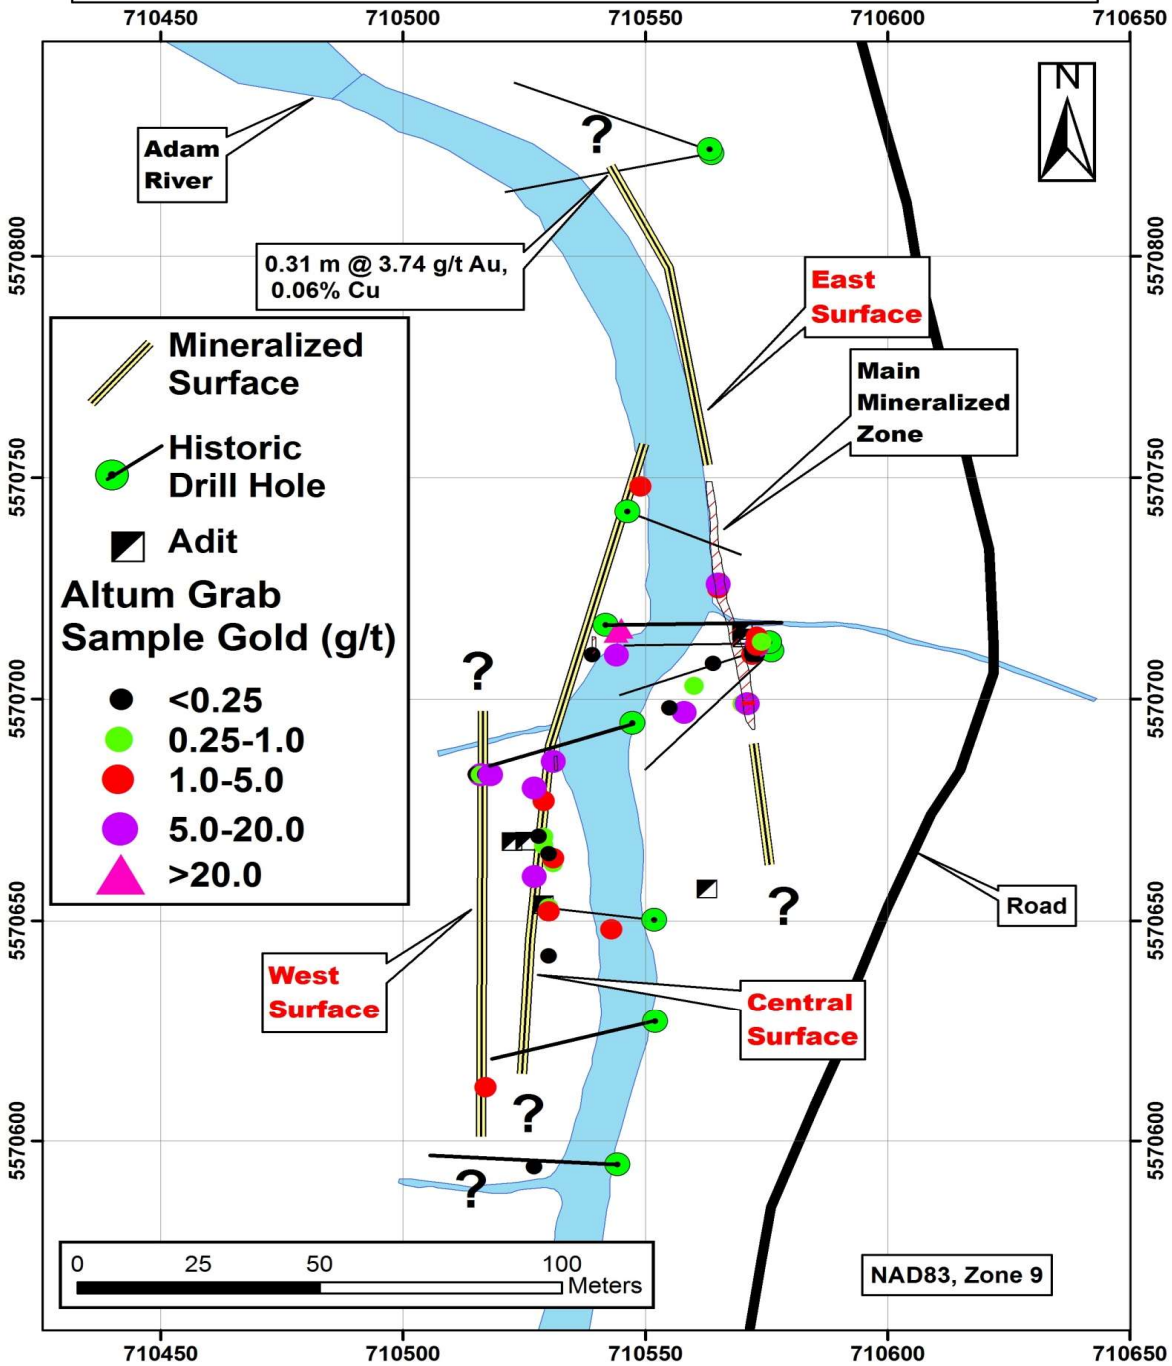 710450 710500 710550 710600 710650
N
?
Adam
River
5570800
5570800
0.31 m @ 3.74 g/t Au,
0.06% Cu
East
Surface
Main
Mineralized
Zone
Mineralized
Surface
Historic
Drill Hole
Adit
Altum Grab
Sample Gold (g/t)
<0.25
0.25-1.0
1.0-5.0
5.0-20.0
>20.0
5570750
5570750
?
5570700
5570700
?
Road
5570650
5570650
West
Surface
Central
Surface
?
5570600
5570600
?
0 25 50 100
Meters
NAD83, Zone 9
710450 710500 710550 710600 710650